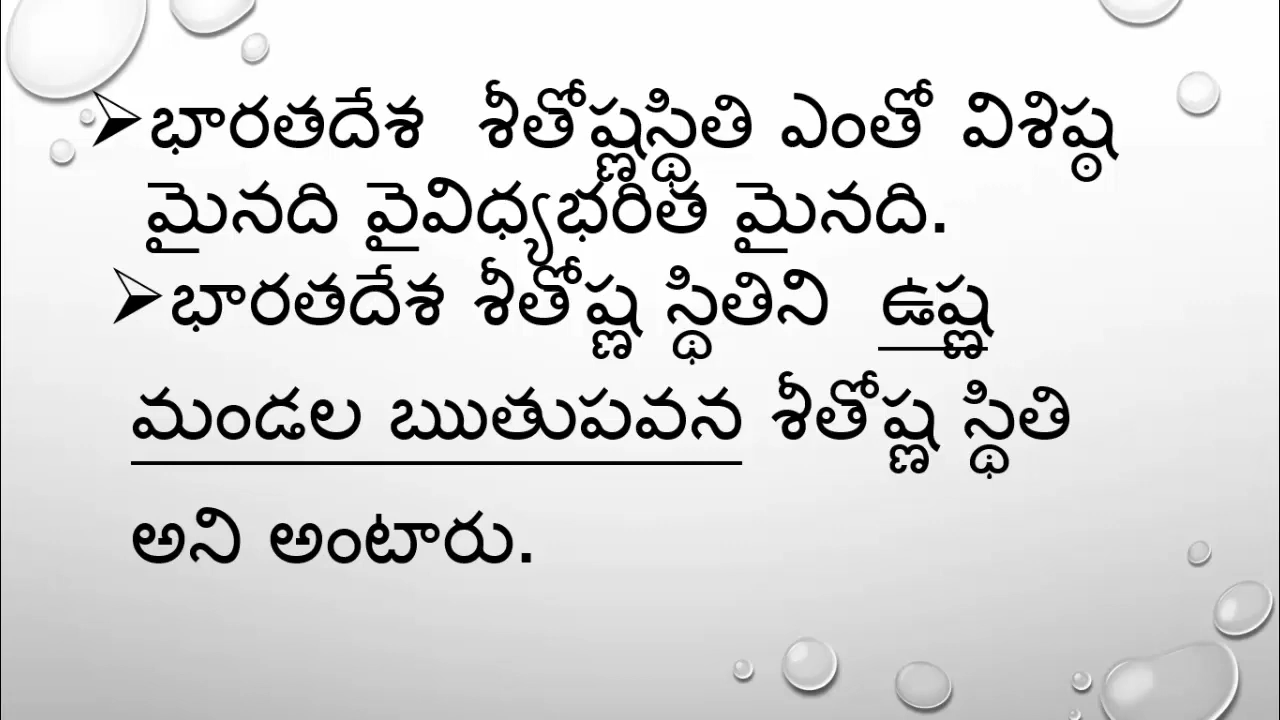 ➢భారతదేశ శీతోష్ణస్థితి ఎంతో విశిష్ఠ
మైనది వైవిధ్యభరిత మైనది.
➢భారతదేశ శీతోష్ణ స్థితిని ఉష్ణ
మండల ఋతుపవన శీతోష్ణ స్థితి
అని అంటారు.